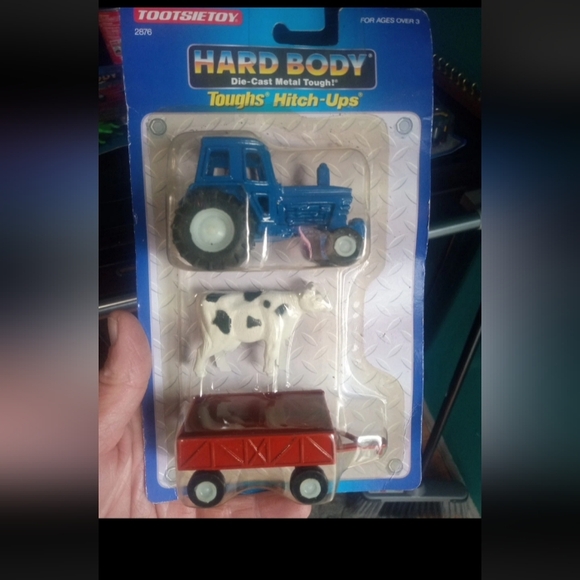 TOOTSIETOY
2876
FOR AGES OVER 3
HARD BODY®
Die-Cast Metal Tough!®
Toughs® Hitch-Ups®